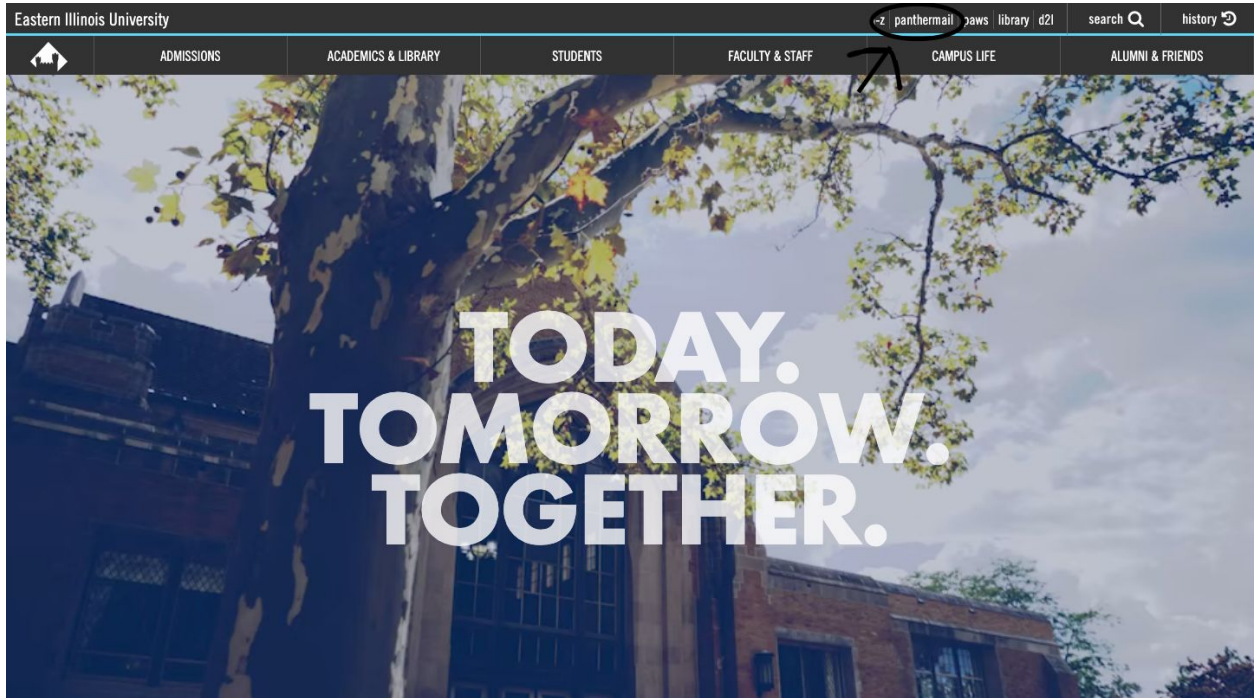 Eastern Illinois University -z panthermail paws library d2l search history
ADMISSIONS ACADEMICS & LIBRARY STUDENTS FACULTY & STAFF CAMPUS LIFE ALUMNI & FRIENDS
TODAY.
TOMORROW.
TOGETHER.